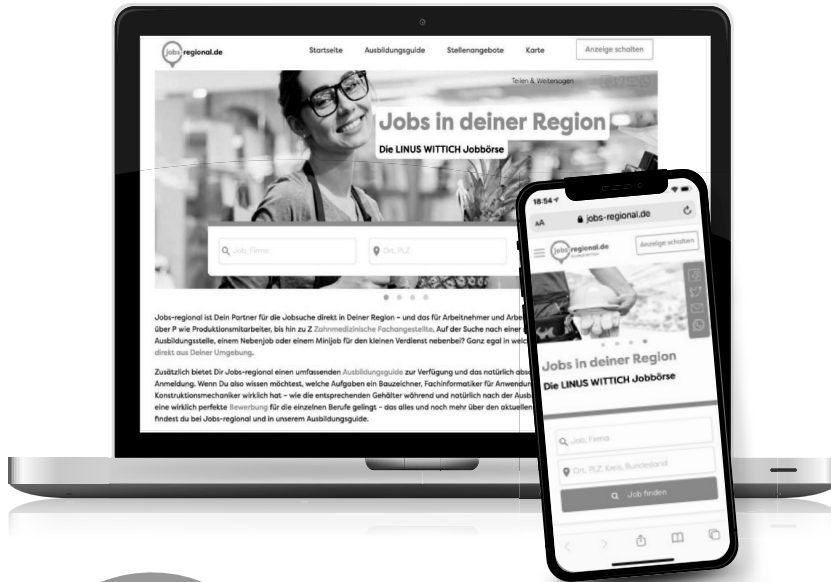 jobs-regional.de
Startseite
Ausbildungsguide
Stellenangebote
Karte
Anzeige schalten
Teilen & Weitersagen
Jobs in deiner Region
Die LINUS WITTICH Jobbörse
Job, Firma
Ort, PLZ
Jobs-regional ist Dein Partner für die Jobsuche direkt in Deiner Region – und das für Arbeitnehmer und
über P wie Produktionsmitarbeiter, bis hin zu Z Zahnmedizinische Fachangestellte. Auf der Suche nach einer
Ausbildungsstelle, einem Nebenjob oder einem Minijob für den kleinen Verdienst nebenbei? Ganz egal in
direkt aus Deiner Umgebung.
Zusätzlich bietet Dir Jobs-regional einen umfassenden Ausbildungsguide zur Verfügung und das natürlich
Anmeldung. Wenn Du also wissen möchtest, welche Aufgaben ein Bauzeichner, Fachinformatiker für
Konstruktionsmechaniker wirklich hat – wie die entsprechenden Gehälter während und natürlich nach der
eine wirklich perfekte Bewerbung für die einzelnen Berufe gelingt – das alles und noch mehr über den aktuellen
findest du bei Jobs-regional und in unserem Ausbildungsguide.
18:54
AA jobs-regional.de
jobs-regional.de
Anzeige schalten
Jobs in deiner Region
Die LINUS WITTICH Jobbörse
Job, Firma
Ort, PLZ, Kreis, Bundesland
Job finden